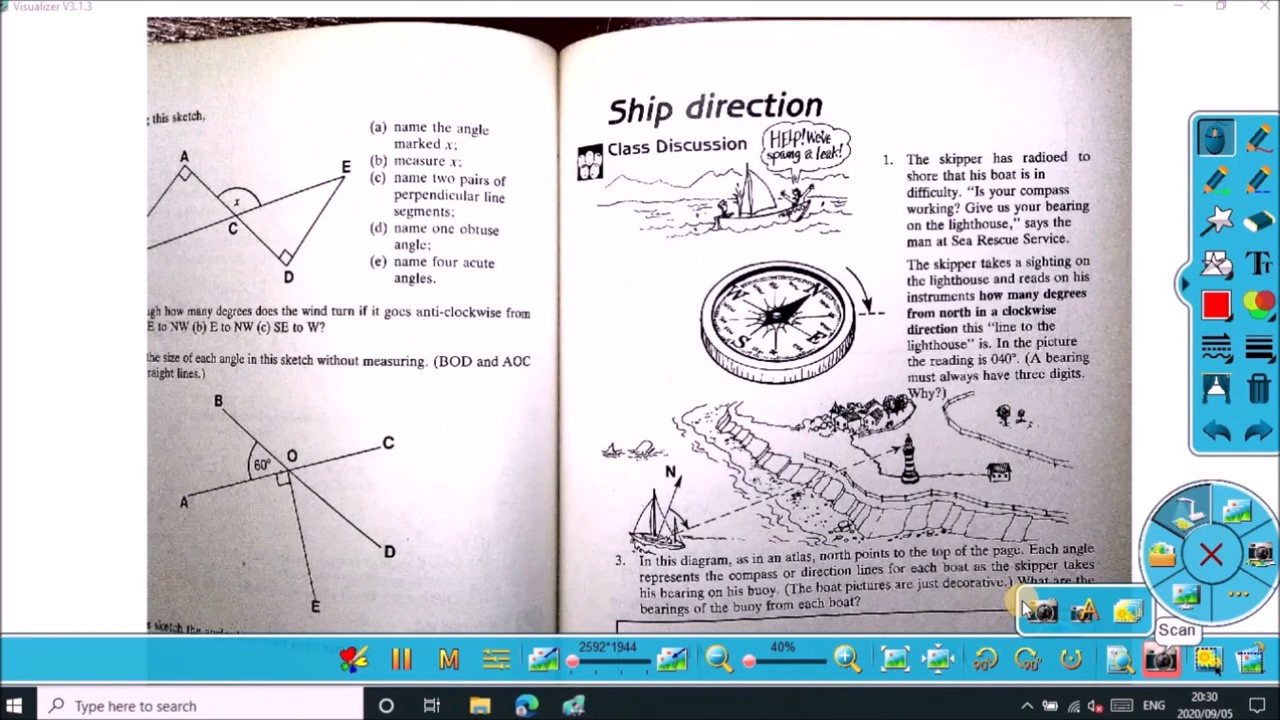 Visualizer V3.1.3
this sketch,
A
E
x
C
D
(a) name the angle
marked x;
(b) measure x;
(c) name two pairs of
perpendicular line
segments;
(d) name one obtuse
angle;
(e) name four acute
angles.
how many degrees does the wind turn if it goes anti-clockwise from
E to NW (b) E to NW (c) SE to W?
the size of each angle in this sketch without measuring. (BOD and AOC
lines.)
B
C
O
60°
A
D
E
sketch the
Ship direction
Class Discussion
HELP! We've
sprung a leak!
1. The skipper has radioed to
shore that his boat is in
difficulty. "Is your compass
working? Give us your bearing
on the lighthouse," says the
man at Sea Rescue Service.
The skipper takes a sighting on
the lighthouse and reads on his
instruments how many degrees
from north in a clockwise
direction this "line to the
lighthouse" is. In the picture
the reading is 040°. (A bearing
must always have three digits.
Why?)
N
E
S
W
N
3. In this diagram, as in an atlas, north points to the top of the page. Each angle
represents the compass or direction lines for each boat as the skipper takes
his bearing on his buoy. (The boat pictures are just decorative.) What are the
bearings of the buoy from each boat?
Tт
A
Scan
M
2592*1944
40%
90°
90°
Type here to search
ENG
20:30
2020/09/05